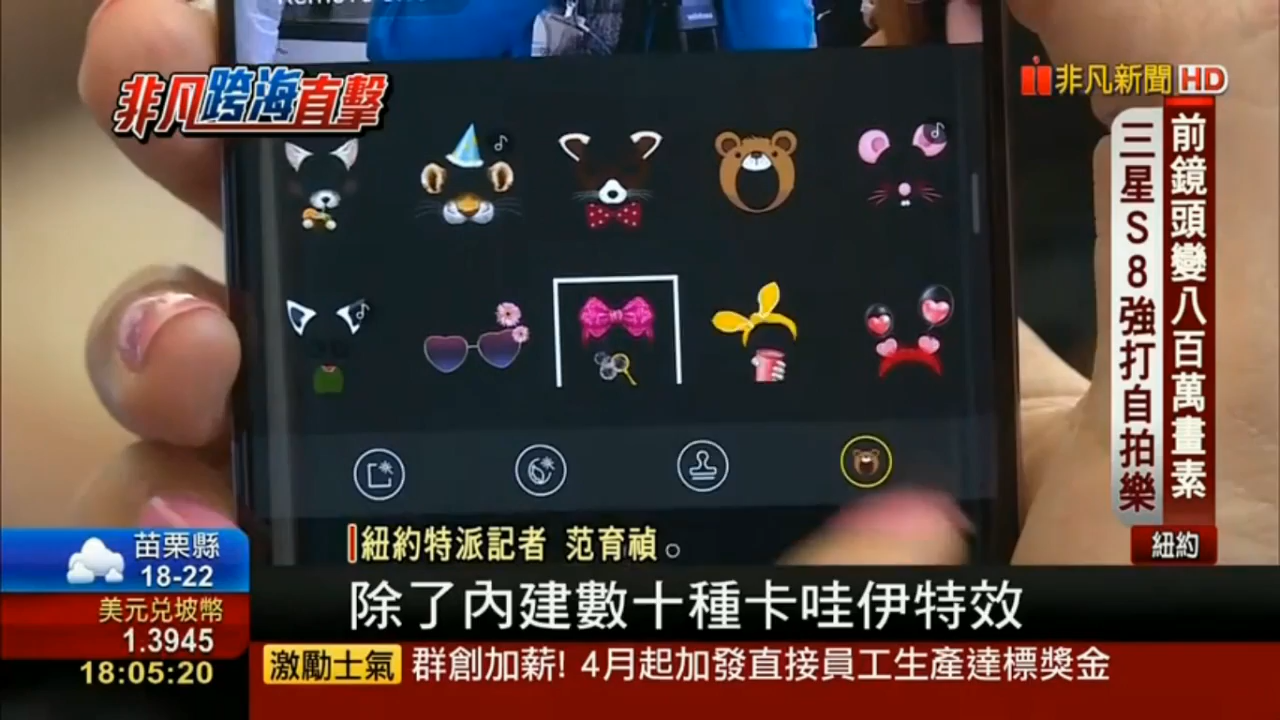 非凡跨海直擊
非凡新聞HD
前鏡頭變八百萬畫素
三星S8強打自拍樂
紐約
紐約特派記者 范育禎。
除了內建數十種卡哇伊特效
苗栗縣
18-22
美元兌坡幣
1.3945
18:05:20
激勵士氣 群創加薪! 4月起加發直接員工生產達標獎金